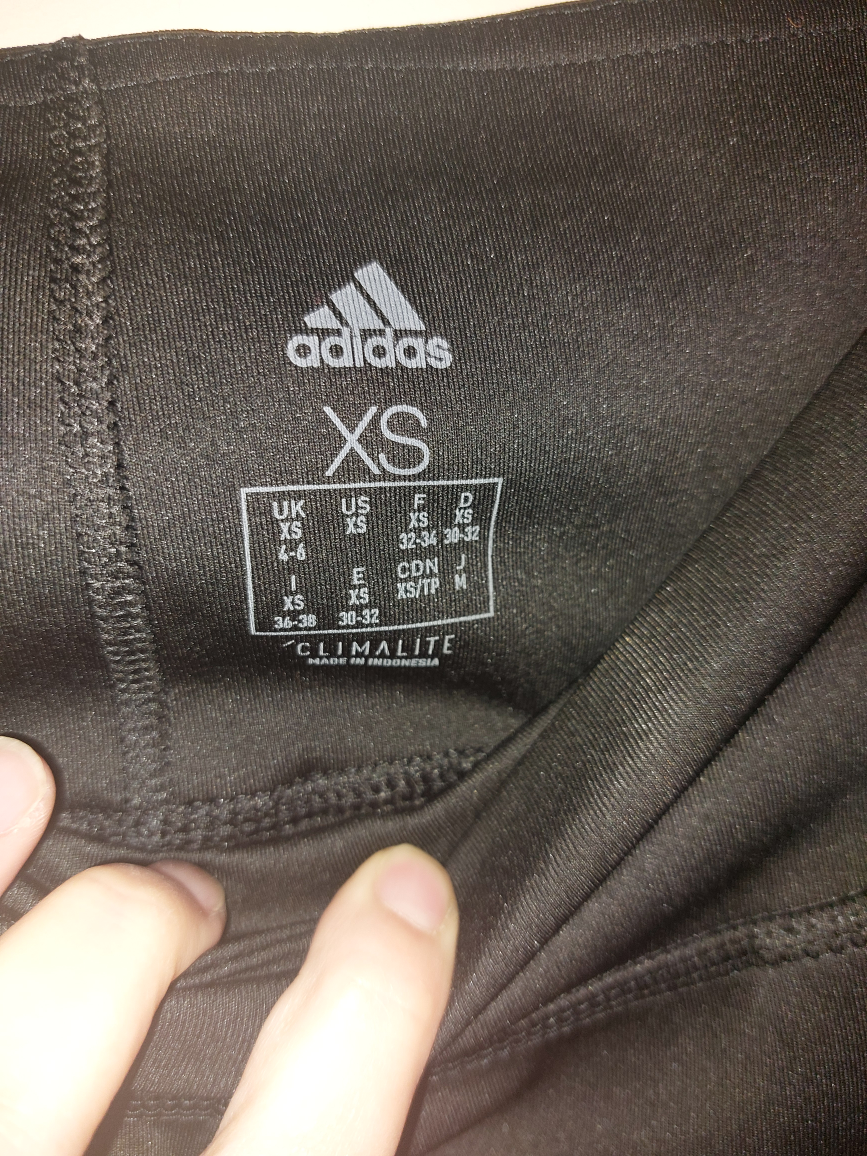 adidas
XS
UK US F D
XS XS XS XS
4-6 32-34 30-32
I E CDN J
XS XS XS/TP M
36-38 30-32
CLIMALITE
MADE IN INDONESIA